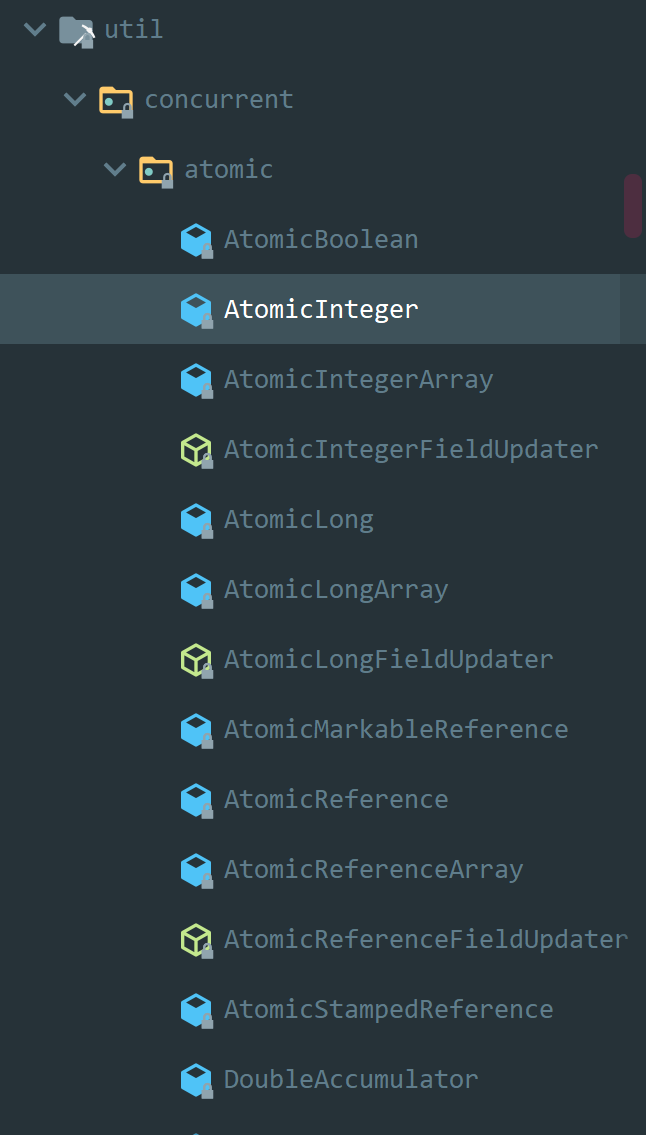 util
concurrent
atomic
AtomicBoolean
AtomicInteger
AtomicIntegerArray
AtomicIntegerFieldUpdater
AtomicLong
AtomicLongArray
AtomicLongFieldUpdater
AtomicMarkableReference
AtomicReference
AtomicReferenceArray
AtomicReferenceFieldUpdater
AtomicStampedReference
DoubleAccumulator